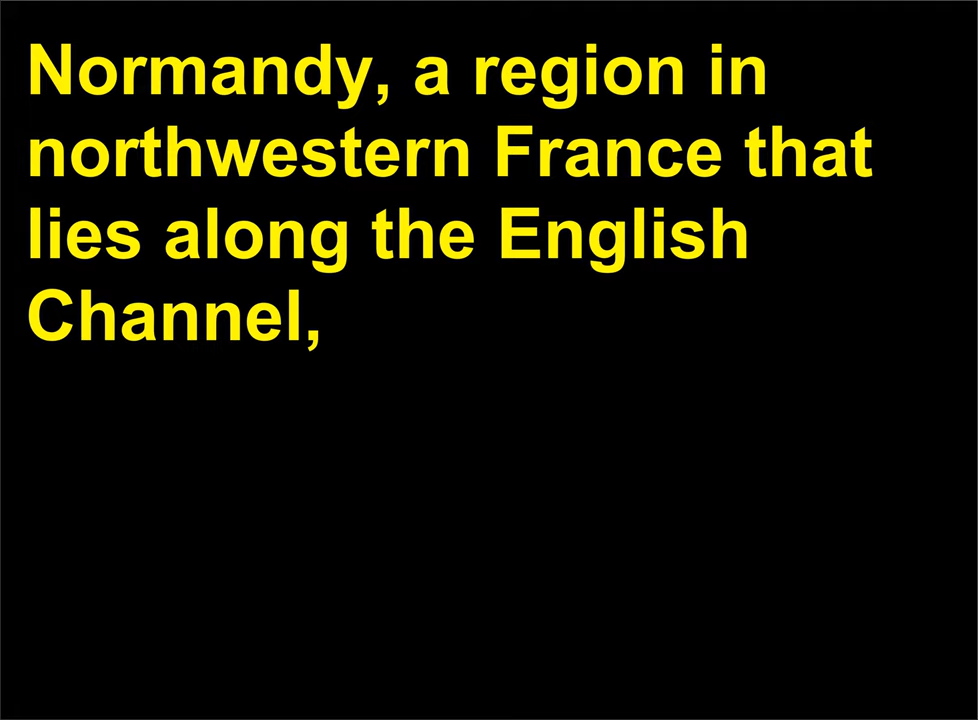 Normandy, a region in
northwestern France that
lies along the English
Channel,